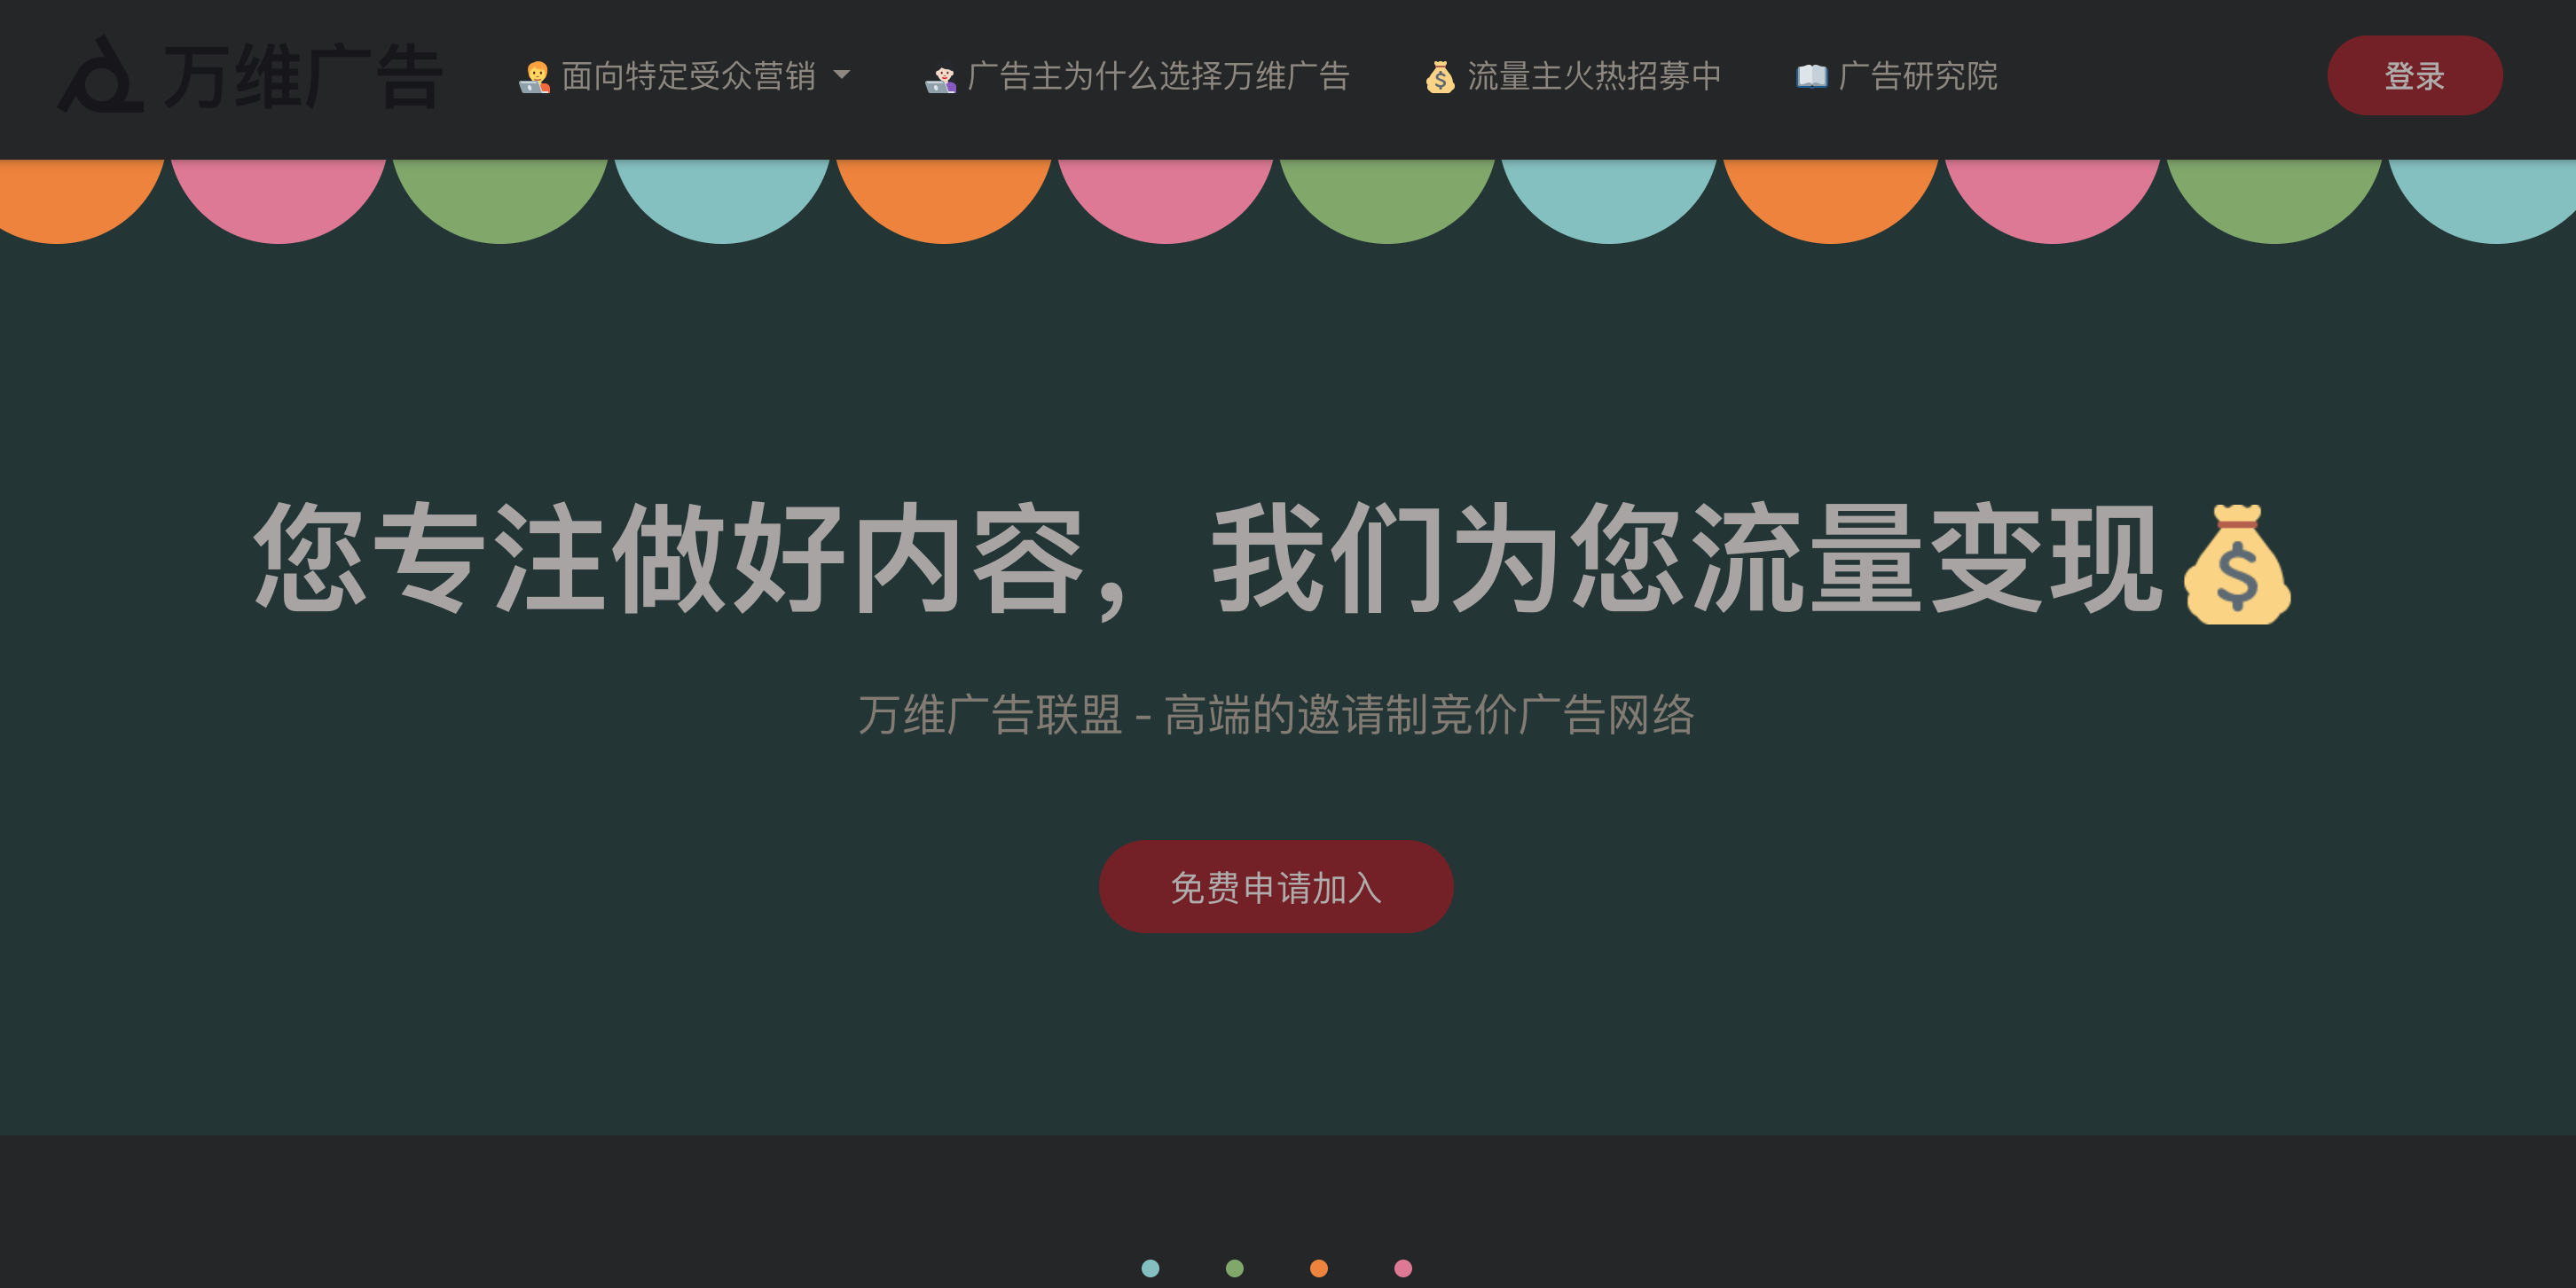 万维广告
面向特定受众营销
广告主为什么选择万维广告
流量主火热招募中
广告研究院
登录
您专注做好内容，我们为您流量变现
万维广告联盟 - 高端的邀请制竞价广告网络
免费申请加入